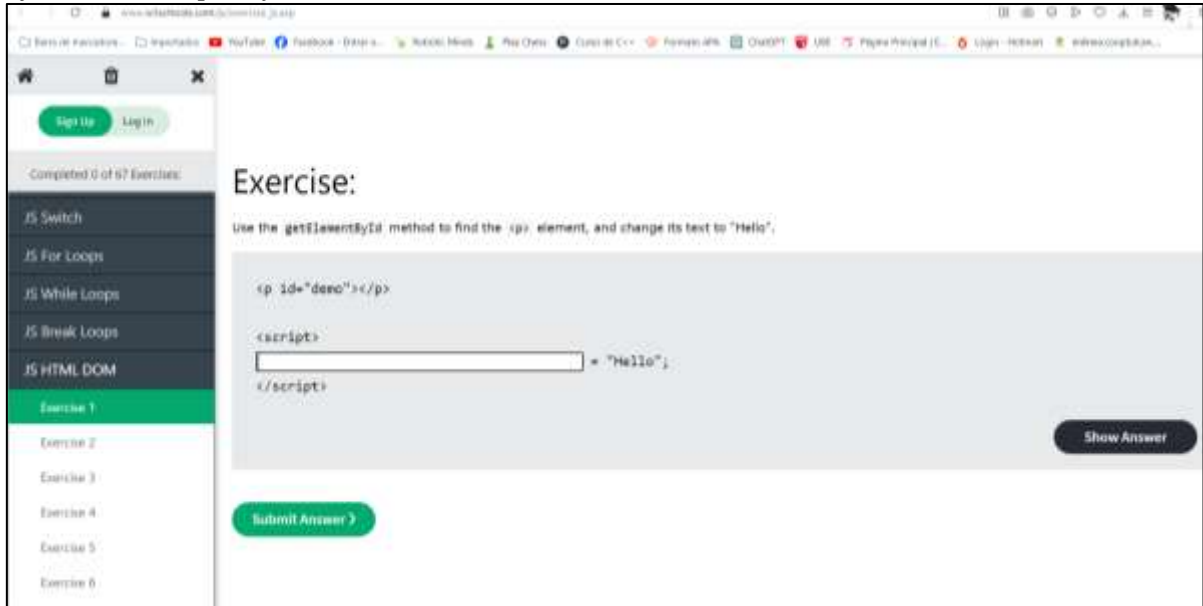 YouTube
ChatGPT
Sign Up
Log in
Completed 0 of 67 Exercises:
JS Switch
JS For Loops
JS While Loops
JS Break Loops
JS HTML DOM
Exercise 1
Exercise 2
Exercise 3
Exercise 4
Exercise 5
Exercise 6
Exercise:
Use the getElementById method to find the <p> element, and change its text to "Hello".
<p id="demo"></p>
<script>
= "Hello";
</script>
Show Answer
Submit Answer ❯